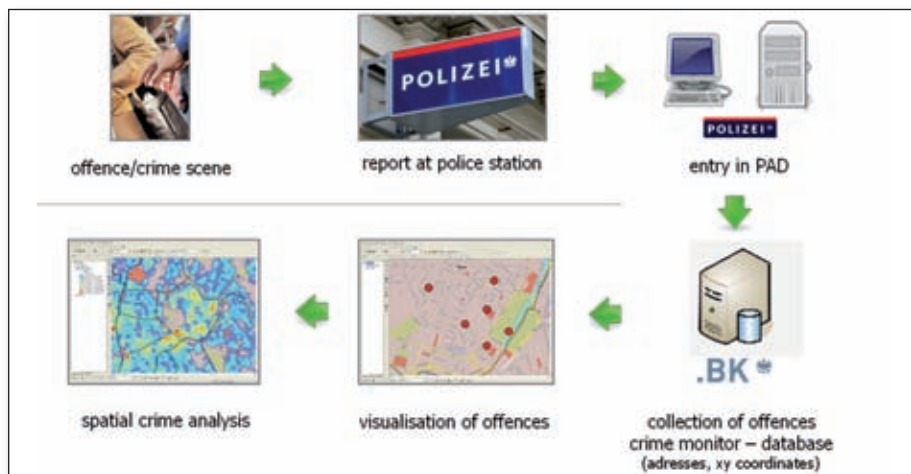 POLIZEI
POLIZEI
offence/crime scene
report at police station
entry in PAD
.BK
spatial crime analysis
visualisation of offences
collection of offences
crime monitor – database
(adresses, xy coordinates)